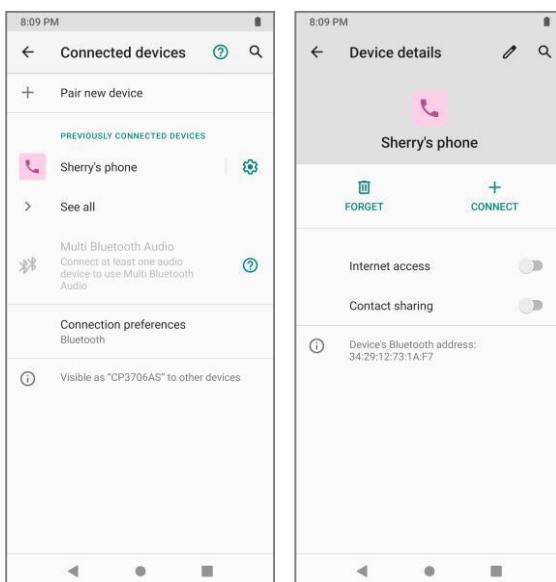 8:09 PM
Connected devices
Pair new device
PREVIOUSLY CONNECTED DEVICES
Sherry's phone
See all
Multi Bluetooth Audio
Connect at least one audio
device to use Multi Bluetooth
Audio
Connection preferences
Bluetooth
Visible as "CP3706AS" to other devices
8:09 PM
Device details
Sherry's phone
FORGET
CONNECT
Internet access
Contact sharing
Device's Bluetooth address:
34:29:12:73:1A:F7